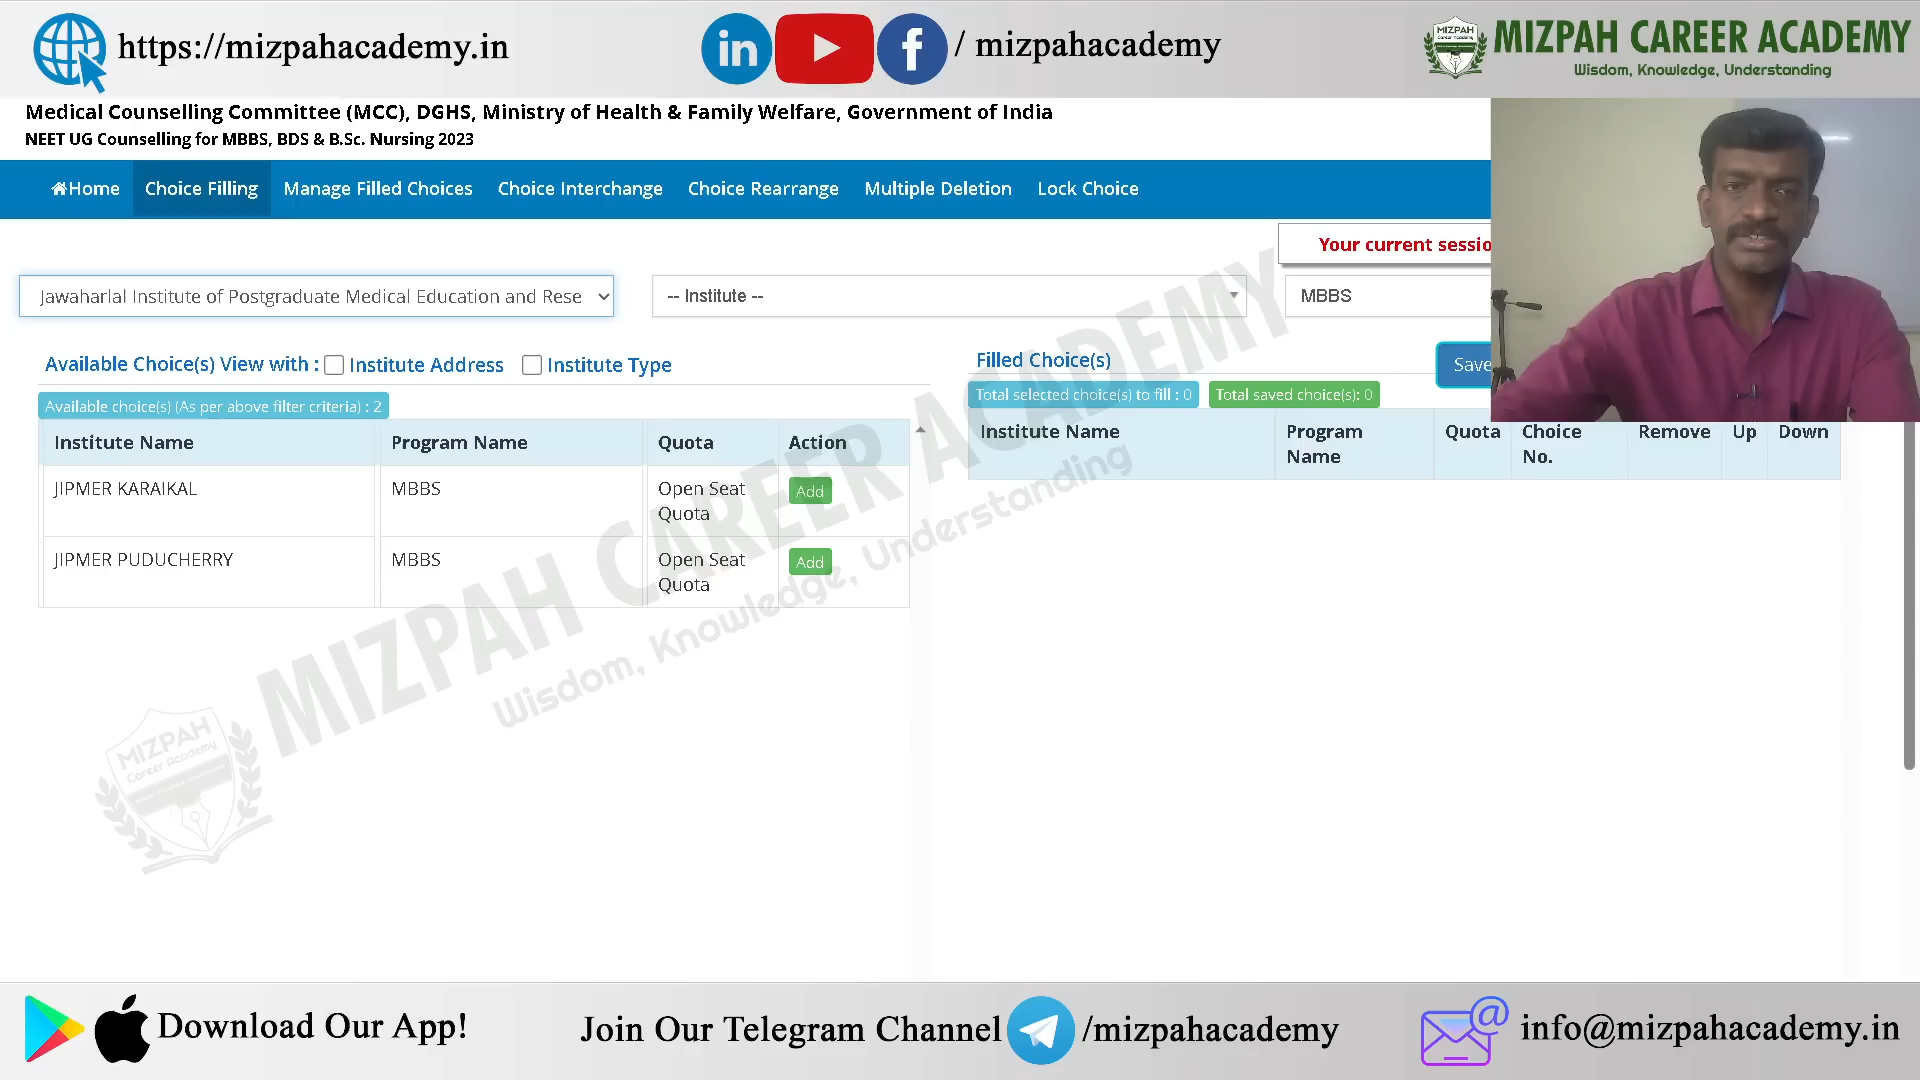 https://mizpahacademy.in
in
f
/ mizpahacademy
MIZPAH
Career Academy
MIZPAH CAREER ACADEMY
Wisdom, Knowledge, Understanding
Medical Counselling Committee (MCC), DGHS, Ministry of Health & Family Welfare, Government of India
NEET UG Counselling for MBBS, BDS & B.Sc. Nursing 2023
Home Choice Filling Manage Filled Choices Choice Interchange Choice Rearrange Multiple Deletion Lock Choice
Your current sessio
Jawaharlal Institute of Postgraduate Medical Education and Rese
-- Institute --
MBBS
Available Choice(s) View with : Institute Address Institute Type
Available choice(s) (As per above filter criteria) : 2
Institute Name Program Name Quota Action
JIPMER KARAIKAL MBBS Open Seat Quota Add
JIPMER PUDUCHERRY MBBS Open Seat Quota Add
Filled Choice(s)
Save
Total selected choice(s) to fill : 0 Total saved choice(s): 0
Institute Name Program Name Quota Choice No. Remove Up Down
MIZPAH CAREER ACADEMY
Wisdom, Knowledge, Understanding
MIZPAH
Career Academy
Download Our App!
Join Our Telegram Channel /mizpahacademy
@
info@mizpahacademy.in